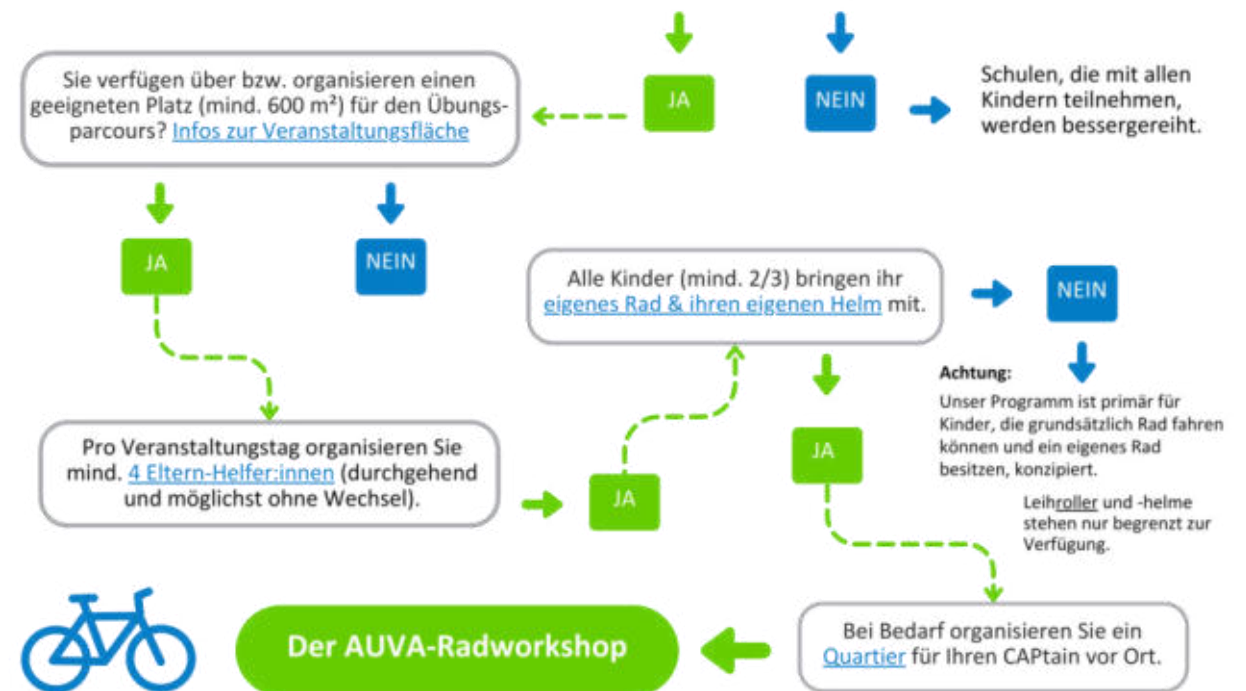 JA
NEIN
Schulen, die mit allen
Kindern teilnehmen,
werden bessergereiht.
Sie verfügen über bzw. organisieren einen
geeigneten Platz (mind. 600 m²) für den Übungs-
parcours? Infos zur Veranstaltungsfläche
JA
NEIN
Alle Kinder (mind. 2/3) bringen ihr
eigenes Rad & ihren eigenen Helm mit.
NEIN
Achtung:
Unser Programm ist primär für
Kinder, die grundsätzlich Rad fahren
können und ein eigenes Rad
besitzen, konzipiert.
Leihroller und -helme
stehen nur begrenzt zur
Verfügung.
Pro Veranstaltungstag organisieren Sie
mind. 4 Eltern-Helfer:innen (durchgehend
und möglichst ohne Wechsel).
JA
JA
Bei Bedarf organisieren Sie ein
Quartier für Ihren CAPtain vor Ort.
Der AUVA-Radworkshop